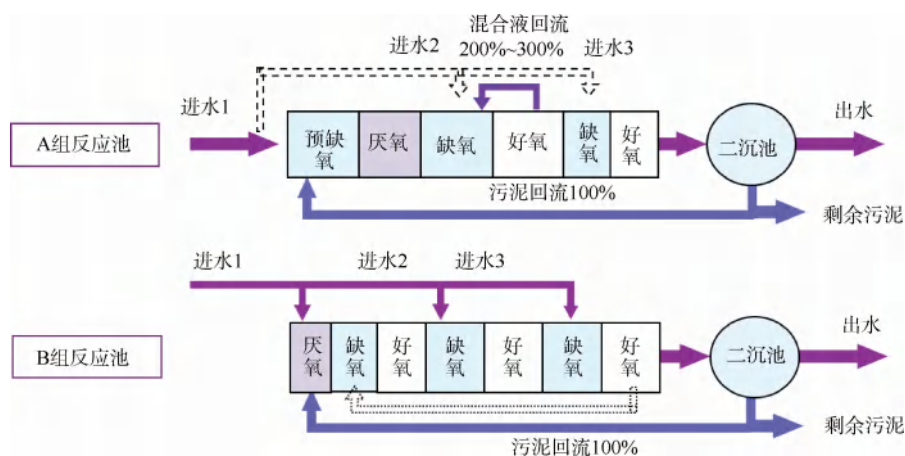 混合液回流
进水2 200%~300% 进水3
进水1
出水
A组反应池
预缺氧
厌氧
缺氧
好氧
缺氧
好氧
二沉池
污泥回流100%
剩余污泥
进水1 进水2 进水3
出水
B组反应池
厌氧
缺氧
好氧
缺氧
好氧
缺氧
好氧
二沉池
污泥回流100%
剩余污泥